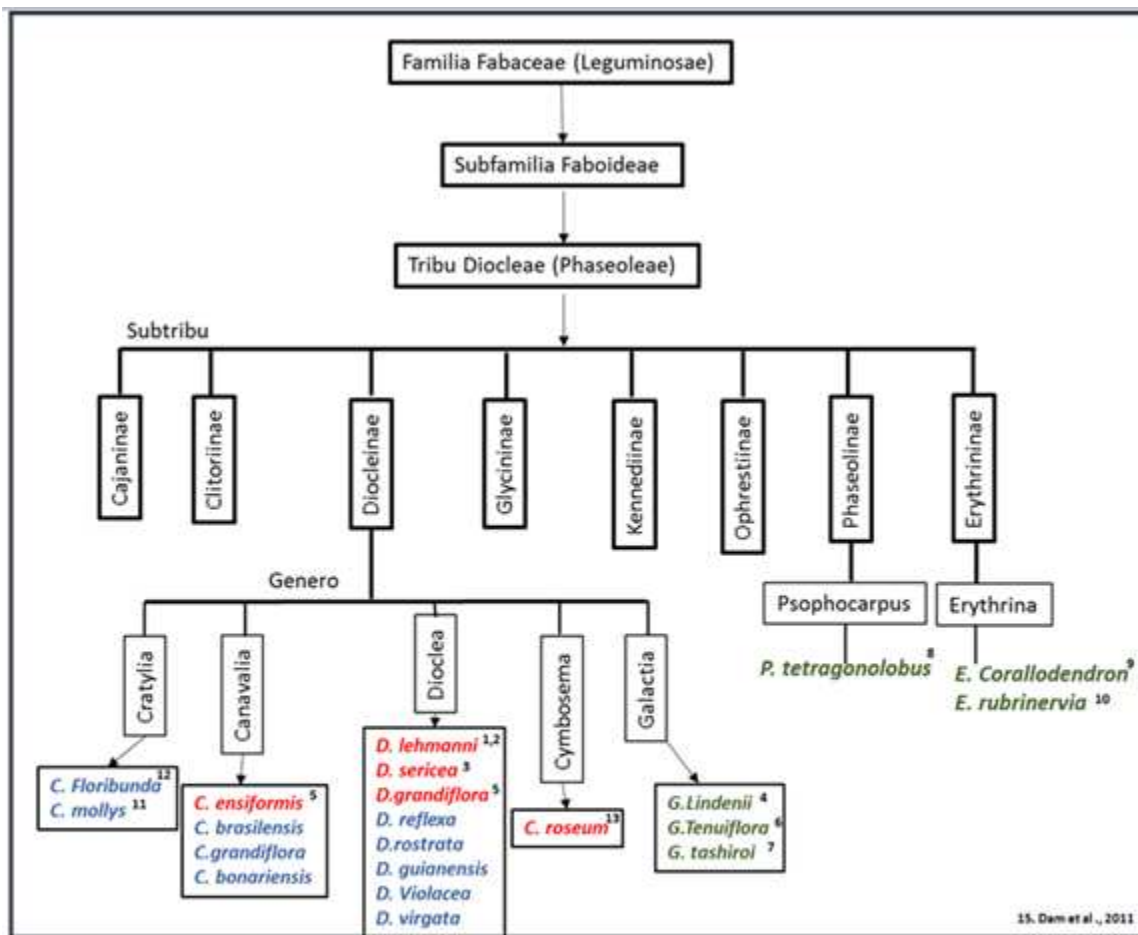 Familia Fabaceae (Leguminosae)
Subfamilia Faboideae
Tribu Diocleae (Phaseoleae)
Subtribu
Cajaninae
Clitoriinae
Diocleinae
Glycininae
Kennediinae
Ophrestiinae
Phaseolinae
Erythrininae
Genero
Cratylia
Canavalia
Dioclea
Cymbosema
Galactia
Psophocarpus
Erythrina
P. tetragonolobus 8
E. Corallodendron 9
E. rubrinervia 10
C. Floribunda 12
C. mollys 11
C. ensiformis 5
C. brasilensis
C.grandiflora
C. bonariensis
D. lehmanni 1,2
D. sericea 3
D.grandiflora 5
D. reflexa
D.rostrata
D. guianensis
D. Violacea
D. virgata
C. roseum 13
G.Lindenii 4
G.Tenuiflora 6
G. tashiroi 7
15. Dam et al ., 2011